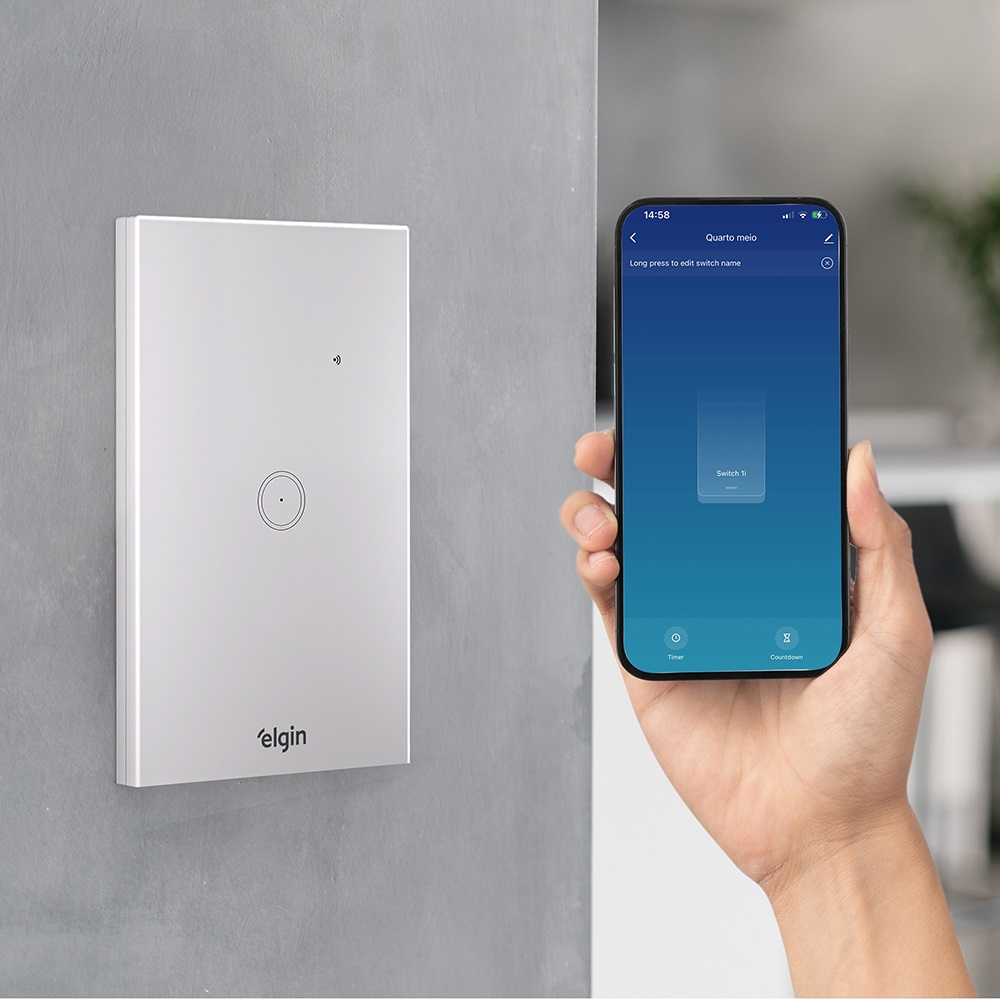 elgin
14:58
Quarto meio
Long press to edit switch name
Switch 1i
Timer
Countdown